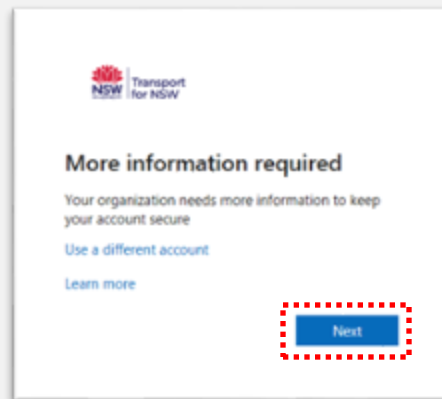 NSW
Transport
for NSW
More information required
Your organization needs more information to keep
your account secure
Use a different account
Learn more
Next